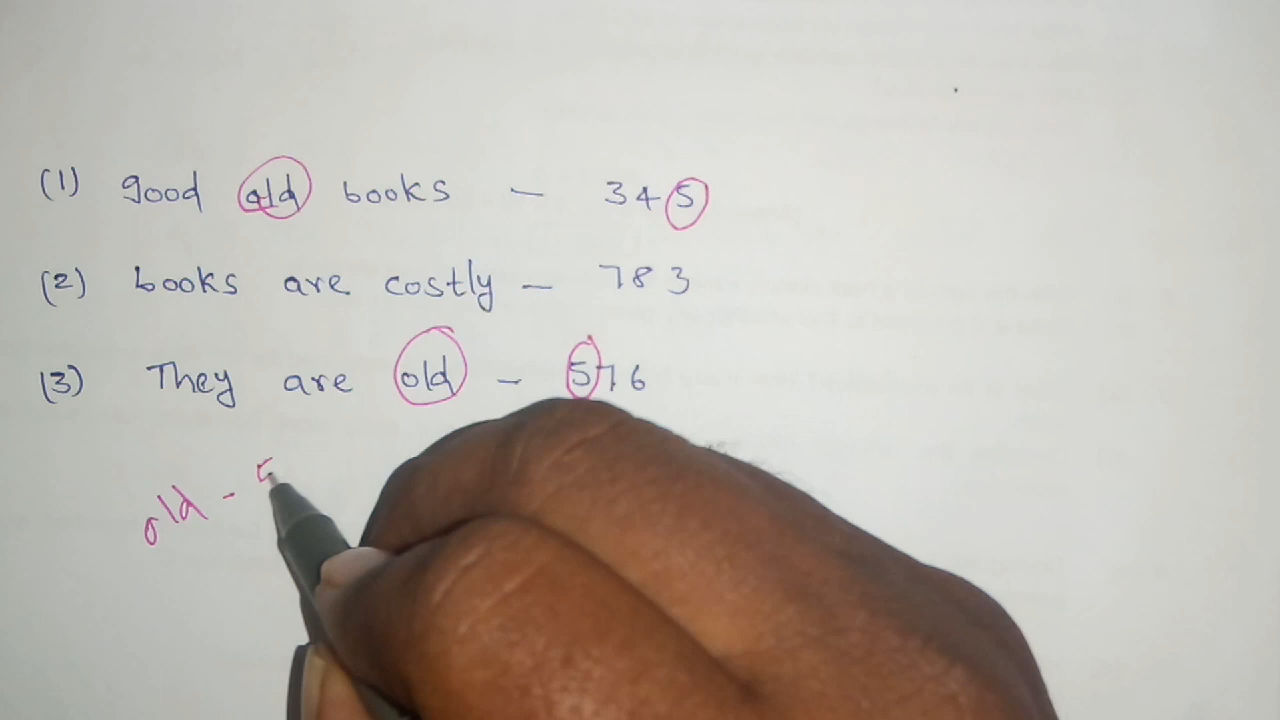 (1) good old books - 345
(2) books are costly - 783
(3) They are old - 576
old - 5